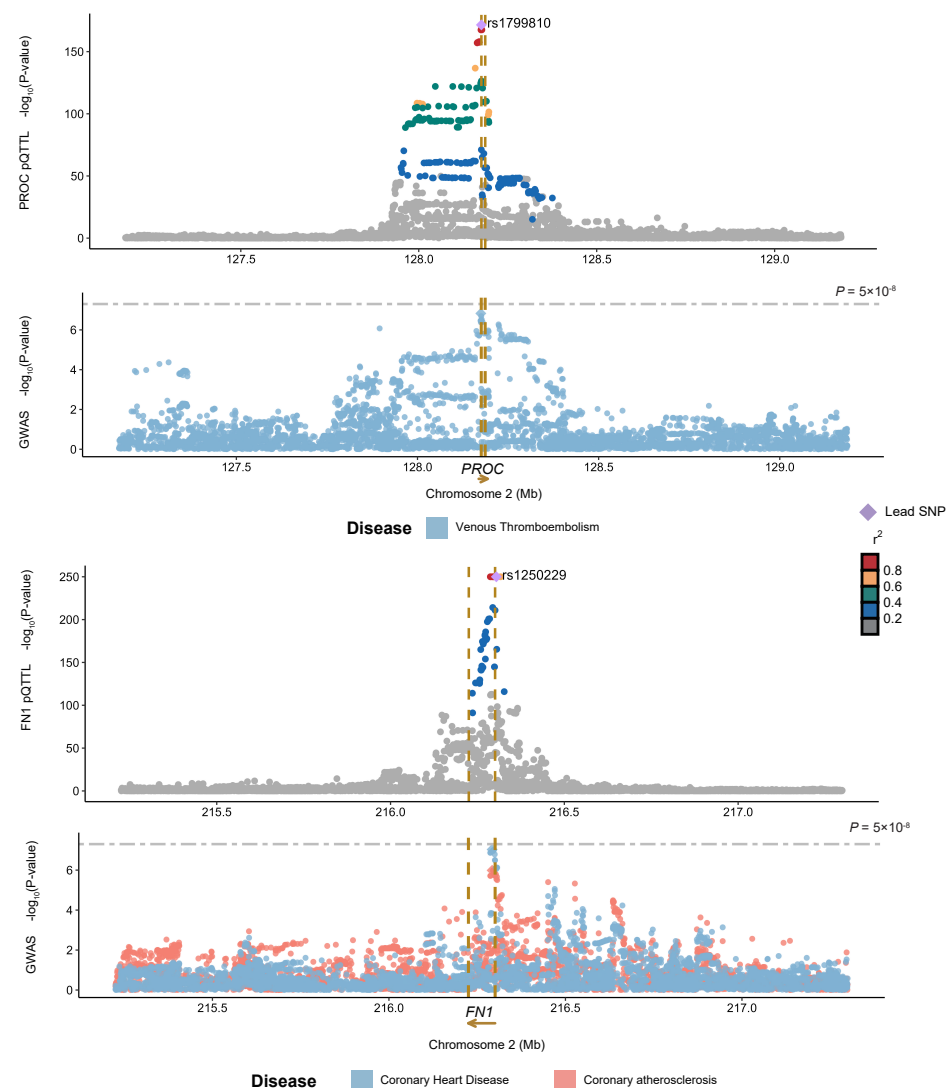 rs1799810
PROC pQTTL -log10(P-value)
150
100
50
0
127.5 128.0 128.5 129.0
P = 5×10-8
GWAS -log10(P-value)
6
4
2
0
127.5 128.0 128.5 129.0
PROC
Chromosome 2 (Mb)
Disease Venous Thromboembolism
Lead SNP
r2
0.8
0.6
0.4
0.2
rs1250229
FN1 pQTTL -log10(P-value)
250
200
150
100
50
0
215.5 216.0 216.5 217.0
P = 5×10-8
GWAS -log10(P-value)
6
4
2
0
215.5 216.0 216.5 217.0
FN1
Chromosome 2 (Mb)
Disease Coronary Heart Disease Coronary atherosclerosis